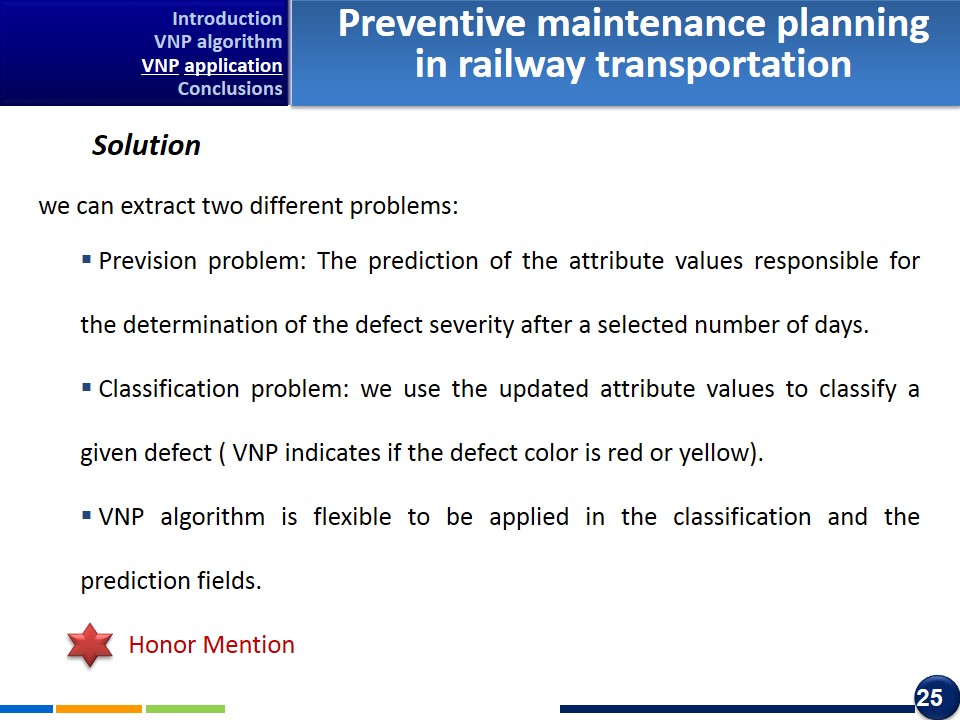 Introduction
VNP algorithm
VNP application
Conclusions
Preventive maintenance planning
in railway transportation
Solution
we can extract two different problems:
▪ Prevision problem: The prediction of the attribute values responsible for
the determination of the defect severity after a selected number of days.
▪ Classification problem: we use the updated attribute values to classify a
given defect ( VNP indicates if the defect color is red or yellow).
▪ VNP algorithm is flexible to be applied in the classification and the
prediction fields.
Honor Mention
25